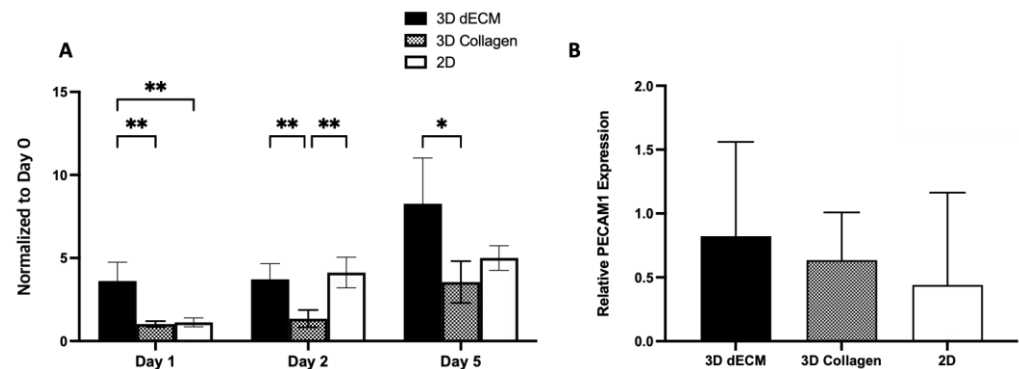 3D dECM
3D Collagen
2D
A
Normalized to Day 0
15
10
5
0
**
**
**
**
*
Day 1
Day 2
Day 5
B
Relative PECAM1 Expression
2.0
1.5
1.0
0.5
0.0
3D dECM
3D Collagen
2D